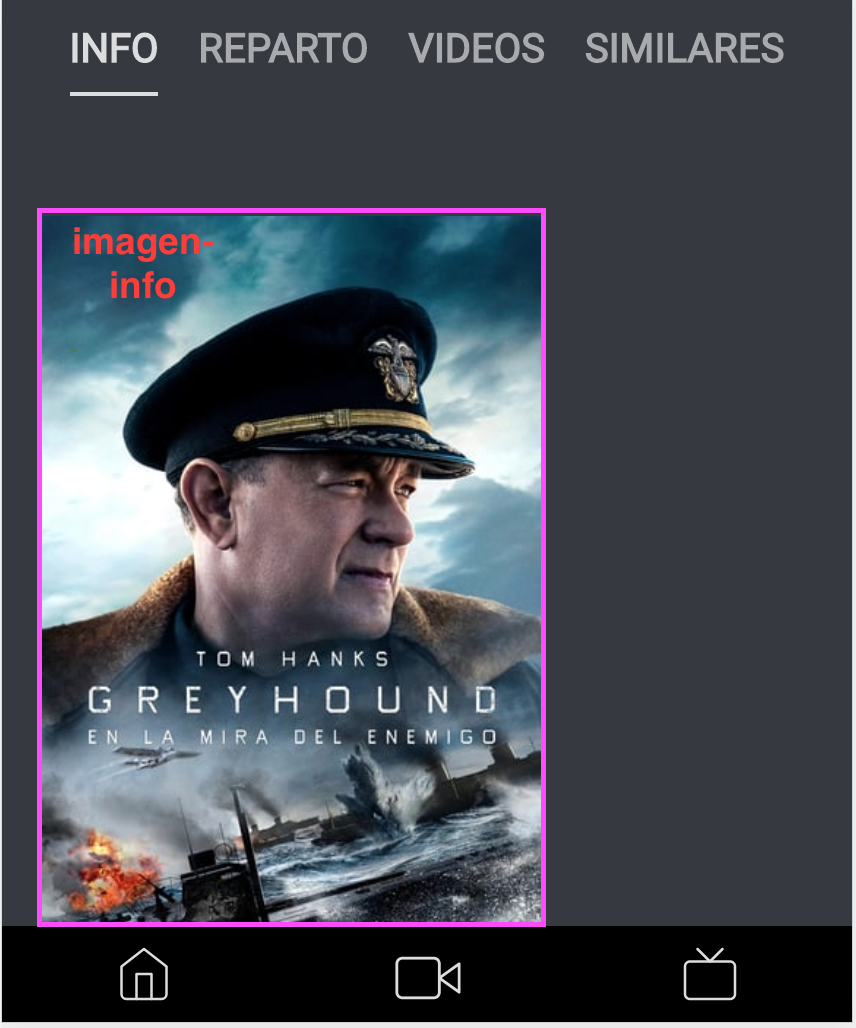 INFO REPARTO VIDEOS SIMILARES
imagen-
info
TOM HANKS
GREYHOUND
EN LA MIRA DEL ENEMIGO